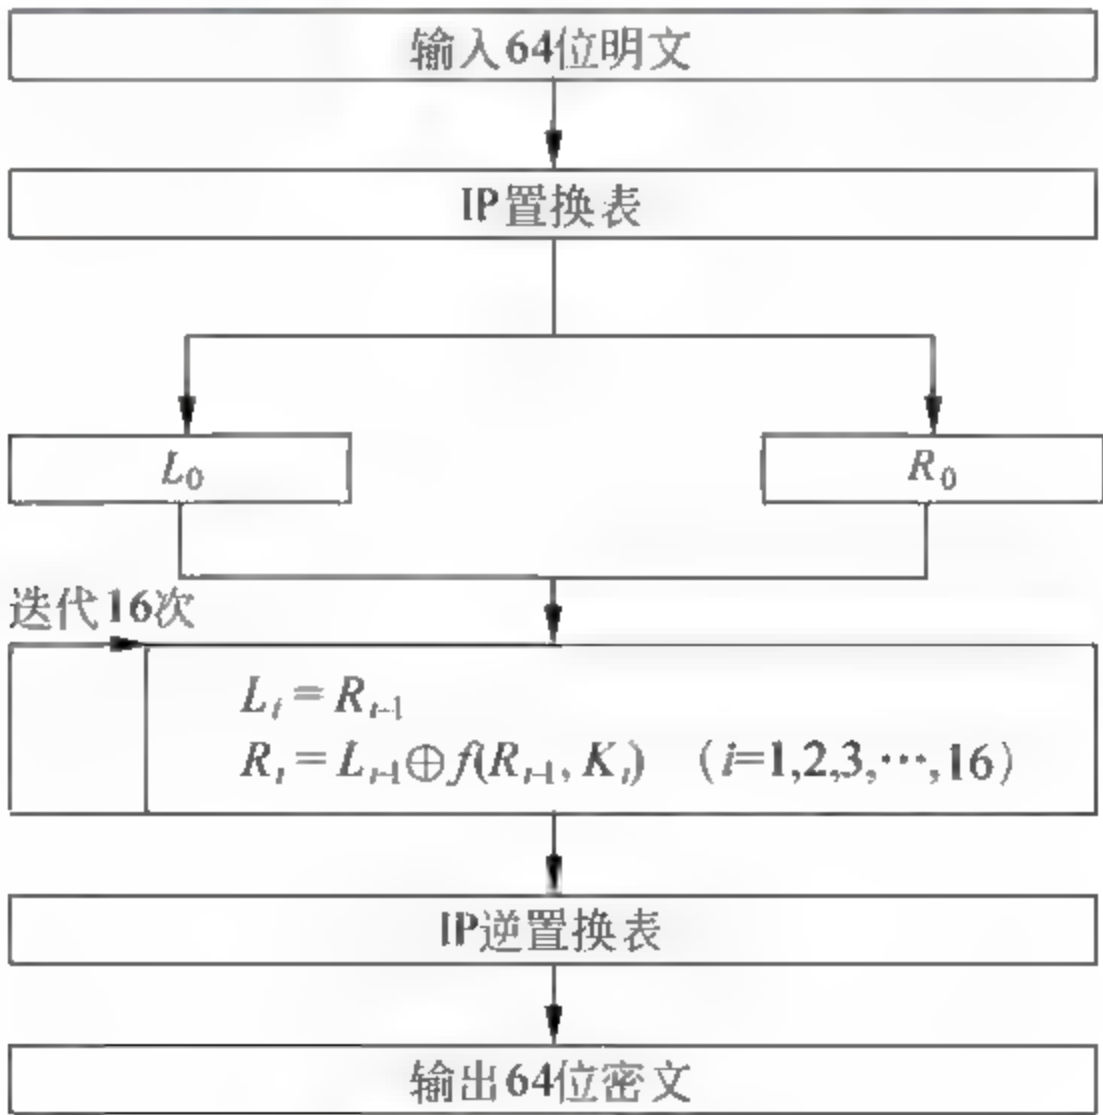 输入64位明文
IP置换表
L₀
R₀
迭代16次
Lᵢ=Rᵢ₋₁
Rᵢ=Lᵢ₋₁⊕f(Rᵢ₋₁, Kᵢ) (i=1,2,3,⋯,16)
IP逆置换表
输出64位密文